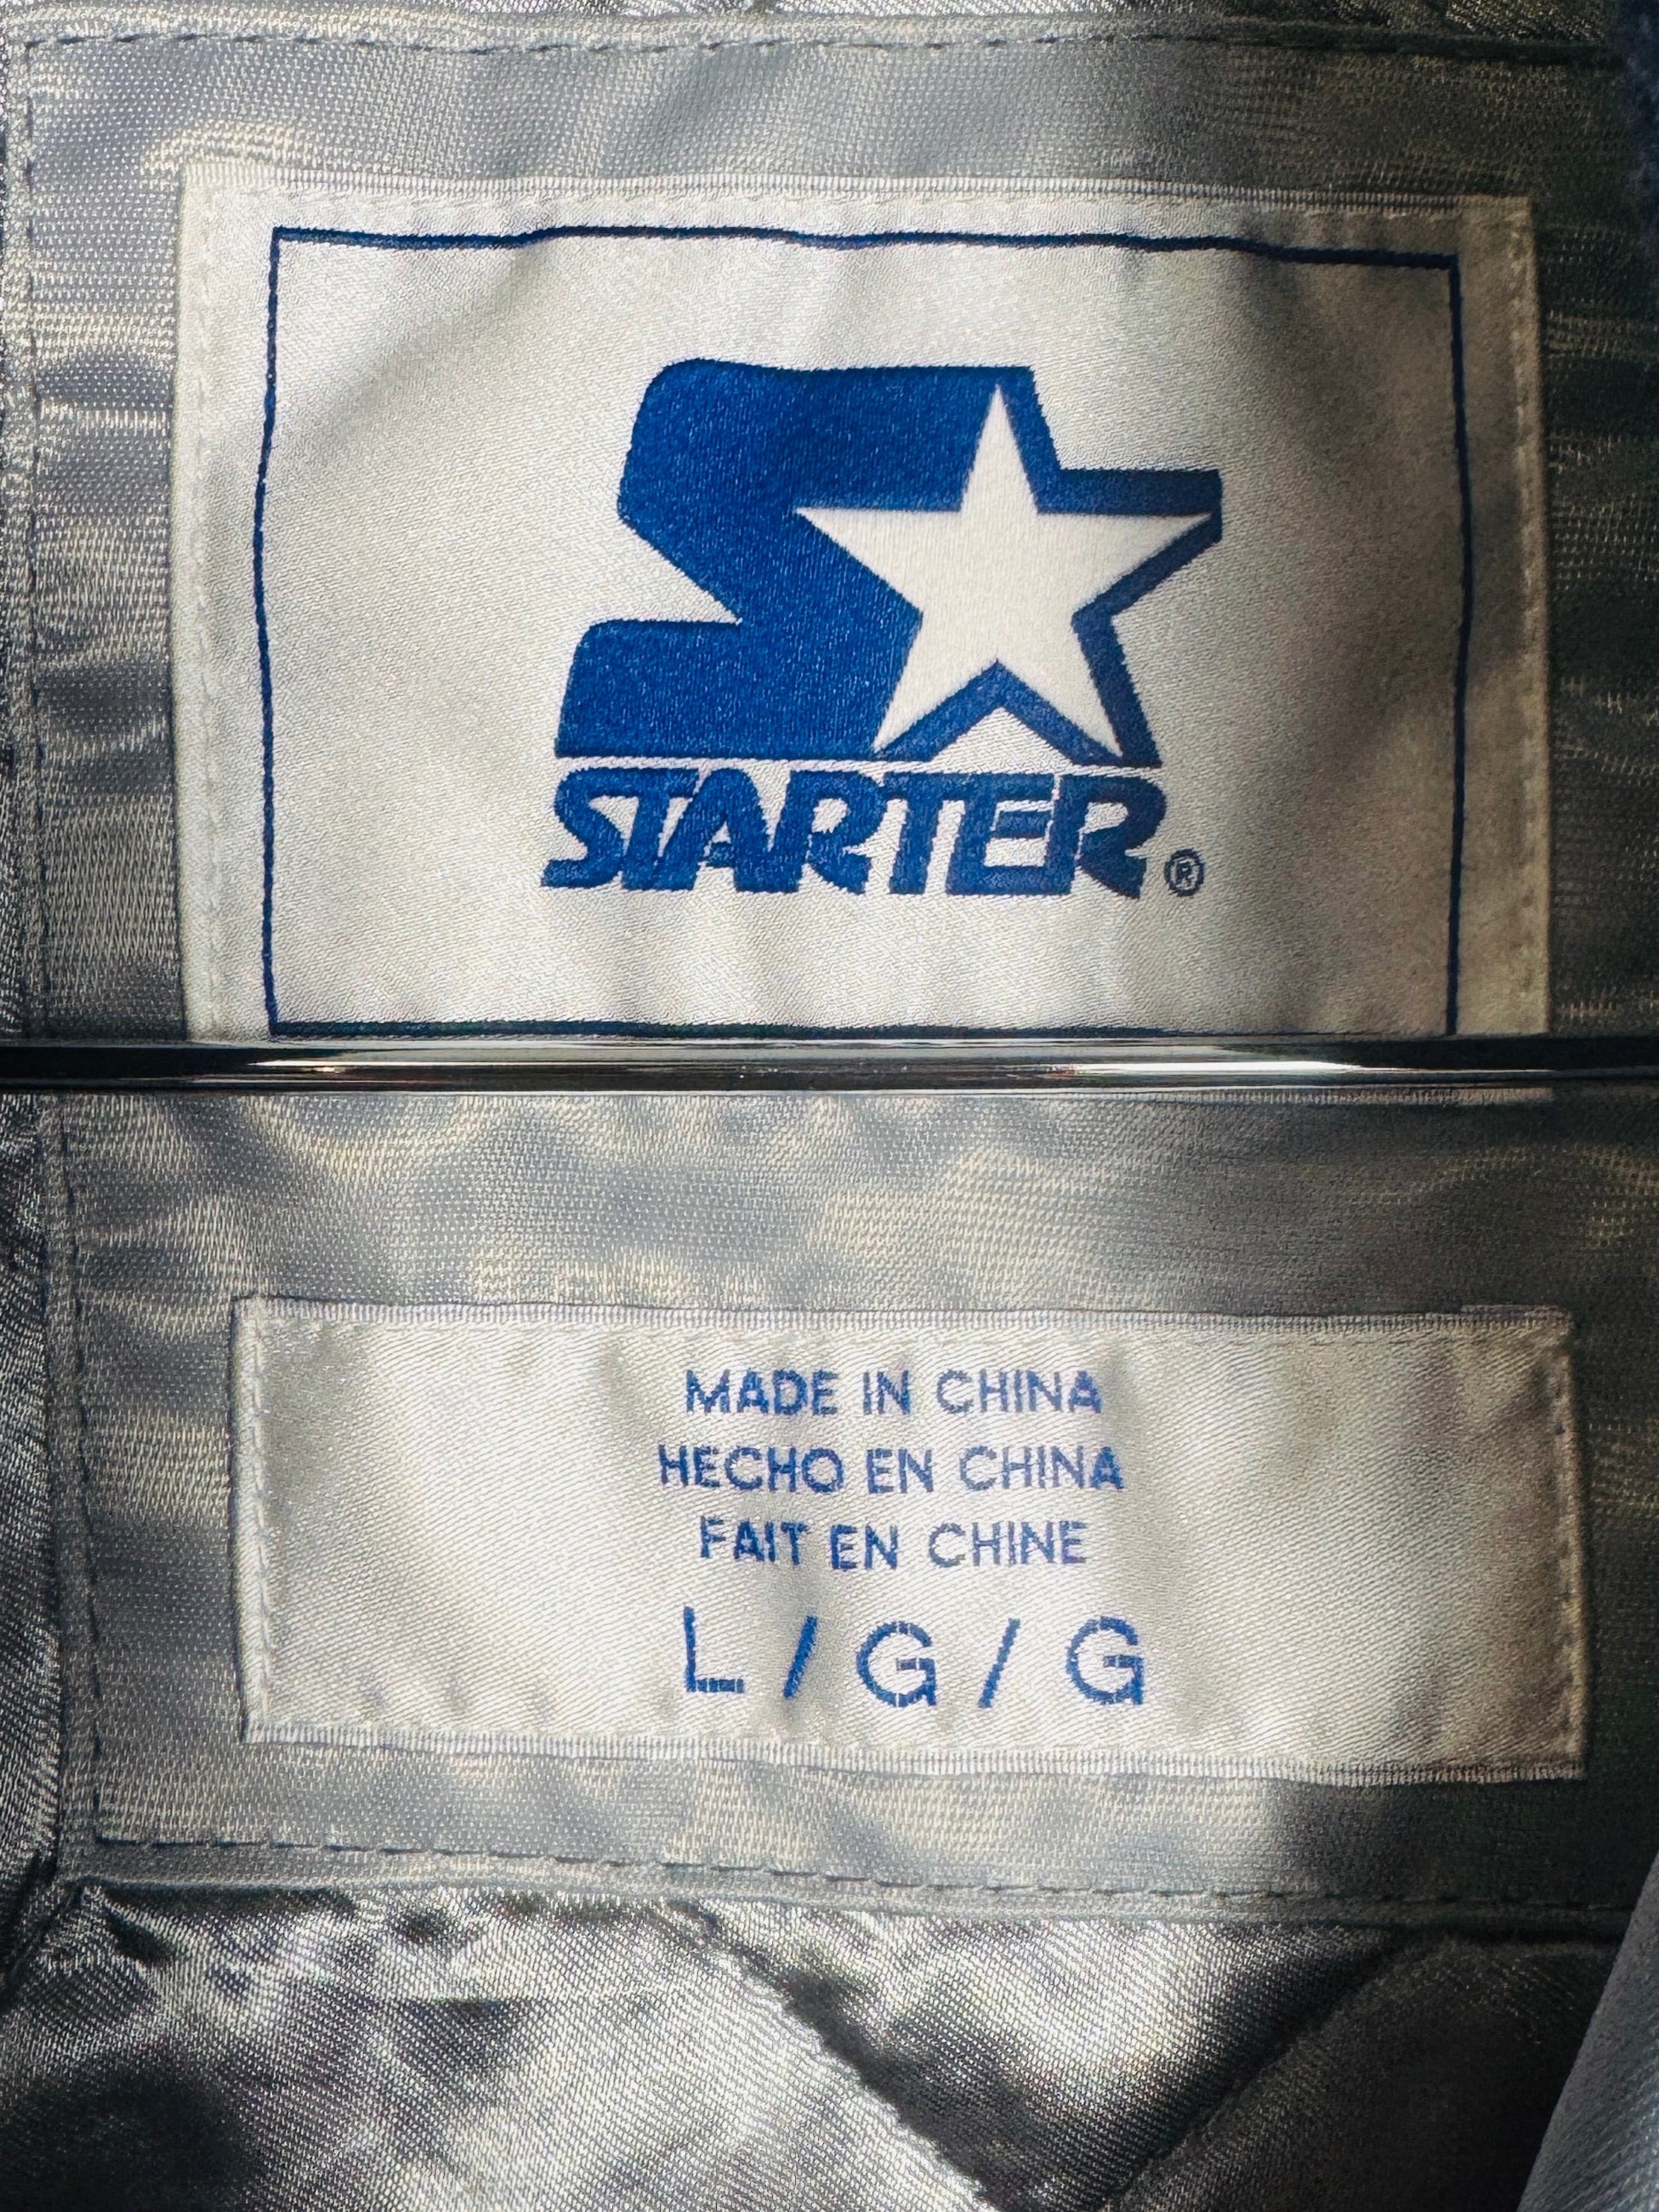 STARTER®
MADE IN CHINA
HECHO EN CHINA
FAIT EN CHINE
L / G / G